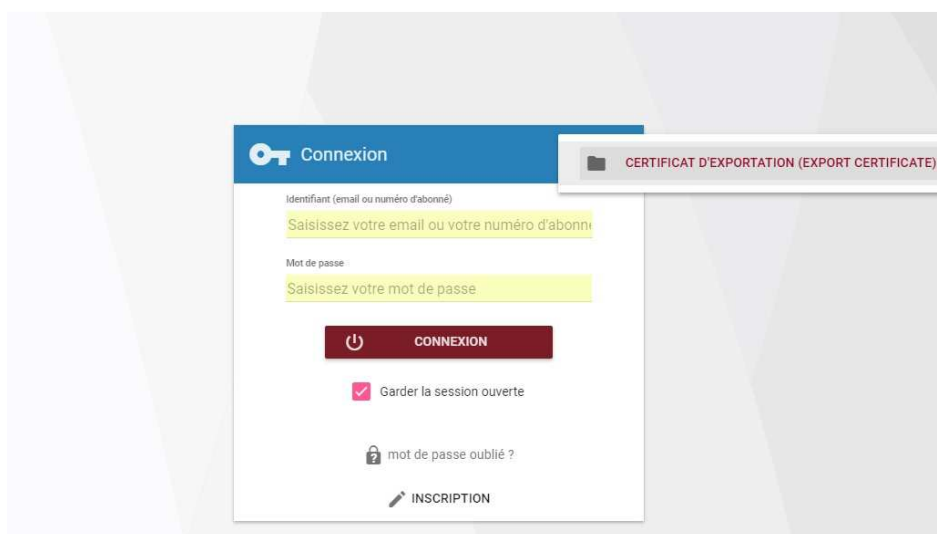 Connexion
CERTIFICAT D'EXPORTATION (EXPORT CERTIFICATE)
Identifiant (email ou numéro d'abonné)
Saisissez votre email ou votre numéro d'abonn
Mot de passe
Saisissez votre mot de passe
CONNEXION
Garder la session ouverte
mot de passe oublié ?
INSCRIPTION